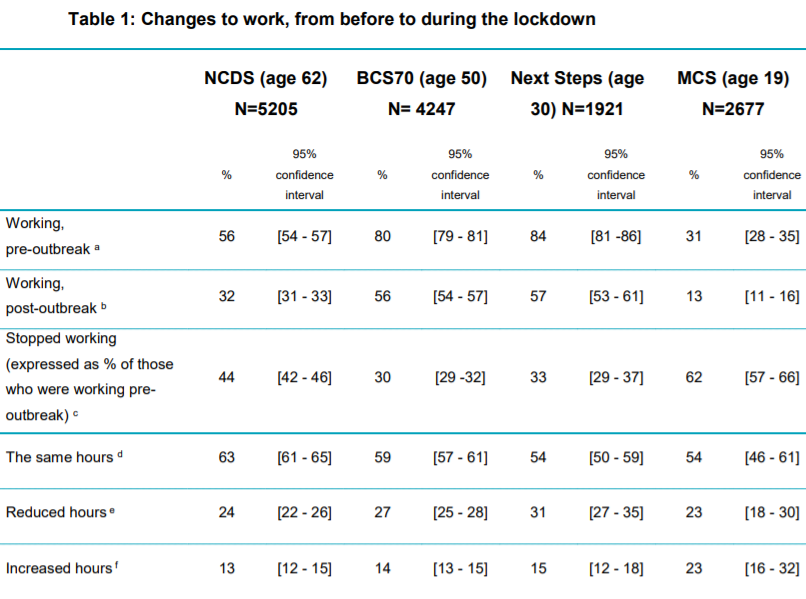 Table 1: Changes to work, from before to during the lockdown
NCDS (age 62) BCS70 (age 50) Next Steps (age MCS (age 19)
N=5205 N= 4247 30) N=1921 N=2677
95% 95% 95% 95%
% confidence % confidence % confidence % confidence
interval interval interval interval
Working,
pre-outbreak a 56 [54 - 57] 80 [79 - 81] 84 [81 -86] 31 [28 - 35]
Working,
post-outbreak b 32 [31 - 33] 56 [54 - 57] 57 [53 - 61] 13 [11 - 16]
Stopped working
(expressed as % of those
who were working pre- 44 [42 - 46] 30 [29 -32] 33 [29 - 37] 62 [57 - 66]
outbreak) c
The same hours d 63 [61 - 65] 59 [57 - 61] 54 [50 - 59] 54 [46 - 61]
Reduced hours e 24 [22 - 26] 27 [25 - 28] 31 [27 - 35] 23 [18 - 30]
Increased hours f 13 [12 - 15] 14 [13 - 15] 15 [12 - 18] 23 [16 - 32]